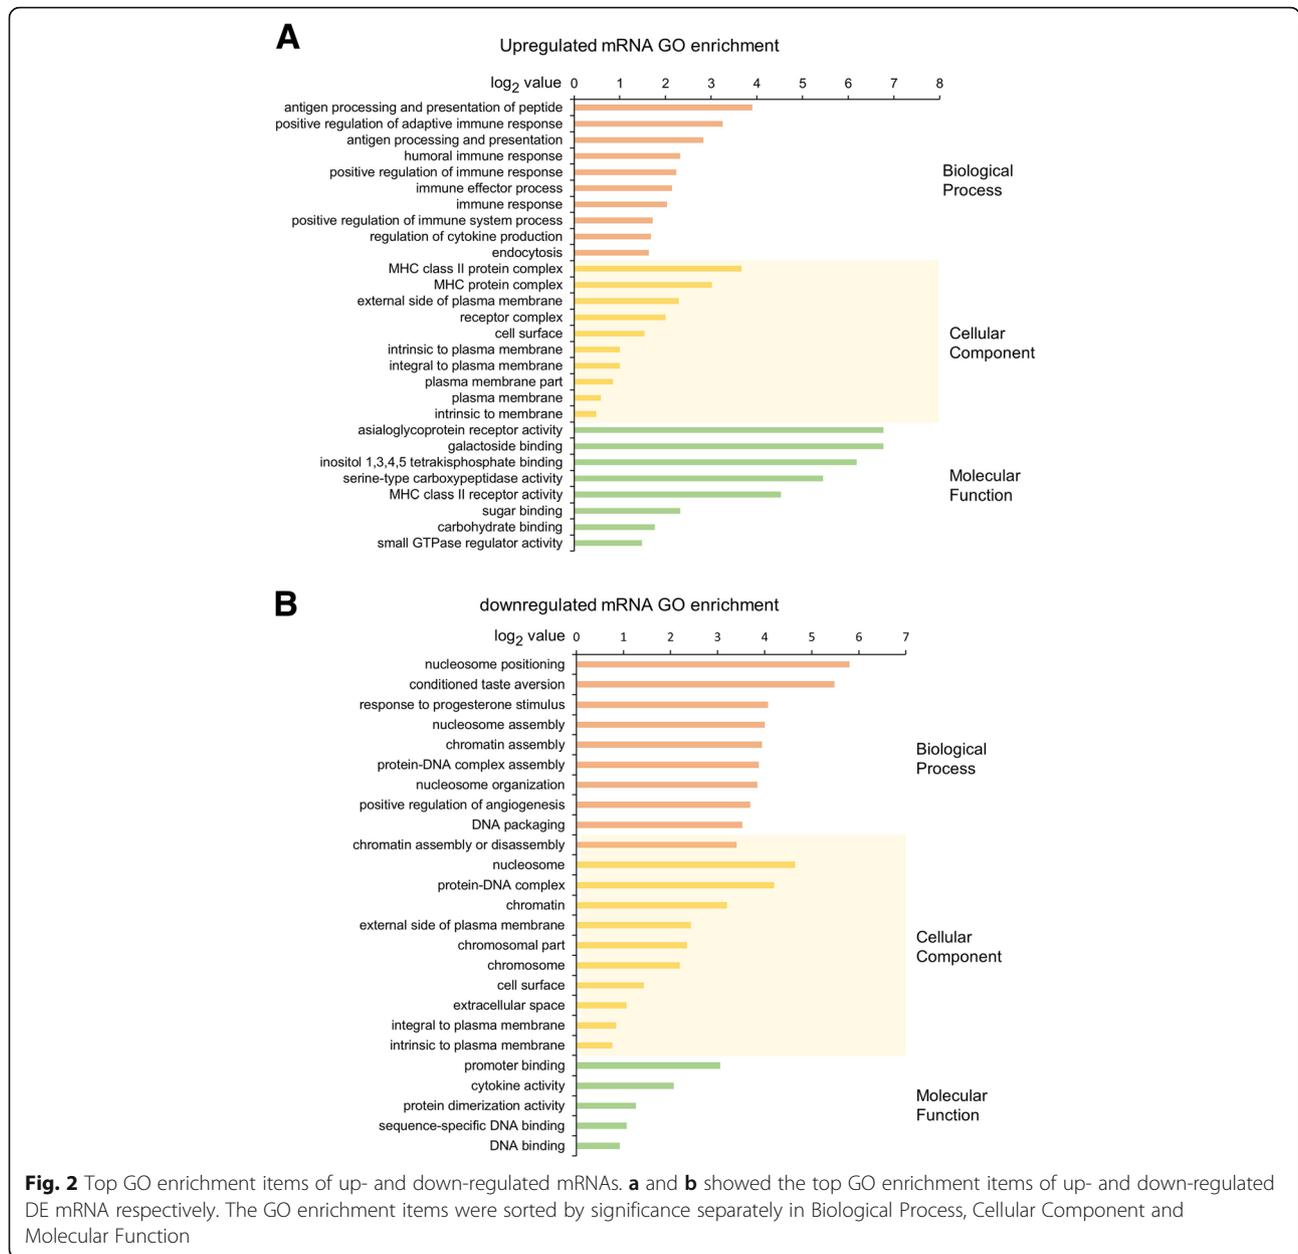 A
Upregulated mRNA GO enrichment
log2 value 0 1 2 3 4 5 6 7 8
antigen processing and presentation of peptide
positive regulation of adaptive immune response
antigen processing and presentation
humoral immune response
positive regulation of immune response
immune effector process
immune response
positive regulation of immune system process
regulation of cytokine production
endocytosis
Biological
Process
MHC class II protein complex
MHC protein complex
external side of plasma membrane
receptor complex
cell surface
intrinsic to plasma membrane
integral to plasma membrane
plasma membrane part
plasma membrane
intrinsic to membrane
Cellular
Component
asialoglycoprotein receptor activity
galactoside binding
inositol 1,3,4,5 tetrakisphosphate binding
serine-type carboxypeptidase activity
MHC class II receptor activity
sugar binding
carbohydrate binding
small GTPase regulator activity
Molecular
Function
B
downregulated mRNA GO enrichment
log2 value 0 1 2 3 4 5 6 7
nucleosome positioning
conditioned taste aversion
response to progesterone stimulus
nucleosome assembly
chromatin assembly
protein-DNA complex assembly
nucleosome organization
positive regulation of angiogenesis
DNA packaging
chromatin assembly or disassembly
Biological
Process
nucleosome
protein-DNA complex
chromatin
external side of plasma membrane
chromosomal part
chromosome
cell surface
extracellular space
integral to plasma membrane
intrinsic to plasma membrane
Cellular
Component
promoter binding
cytokine activity
protein dimerization activity
sequence-specific DNA binding
DNA binding
Molecular
Function
Fig. 2 Top GO enrichment items of up- and down-regulated mRNAs. a and b showed the top GO enrichment items of up- and down-regulated
DE mRNA respectively. The GO enrichment items were sorted by significance separately in Biological Process, Cellular Component and
Molecular Function